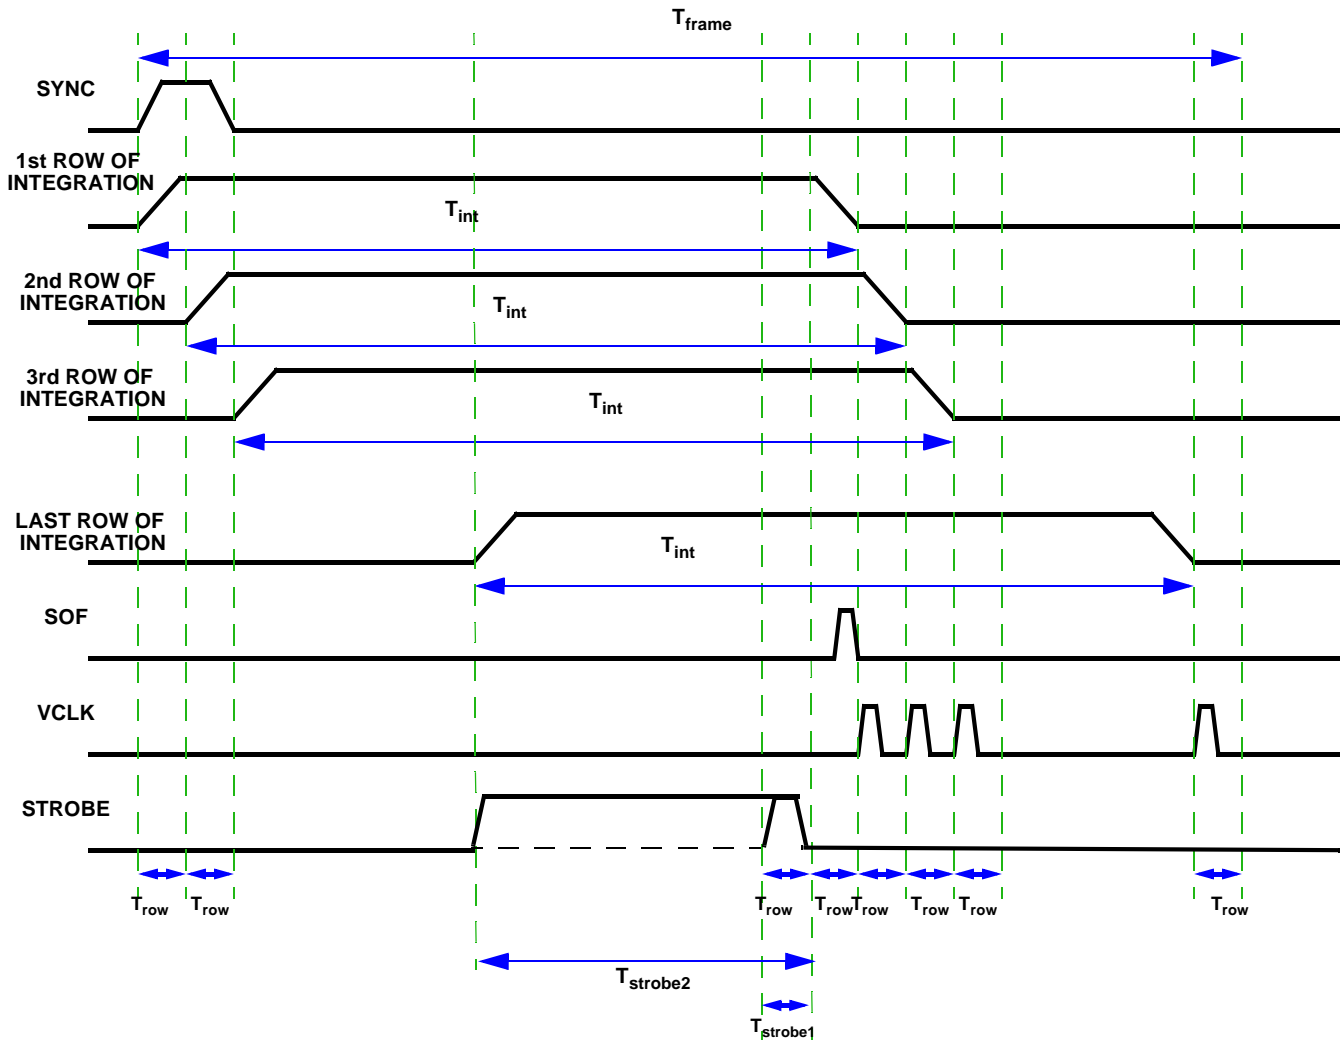 Tframe
SYNC
1st ROW OF
INTEGRATION
Tint
2nd ROW OF
INTEGRATION
Tint
3rd ROW OF
INTEGRATION
Tint
LAST ROW OF
INTEGRATION
Tint
SOF
VCLK
STROBE
Trow Trow Trow Trow Trow Trow Trow Trow
Tstrobe2
Tstrobe1